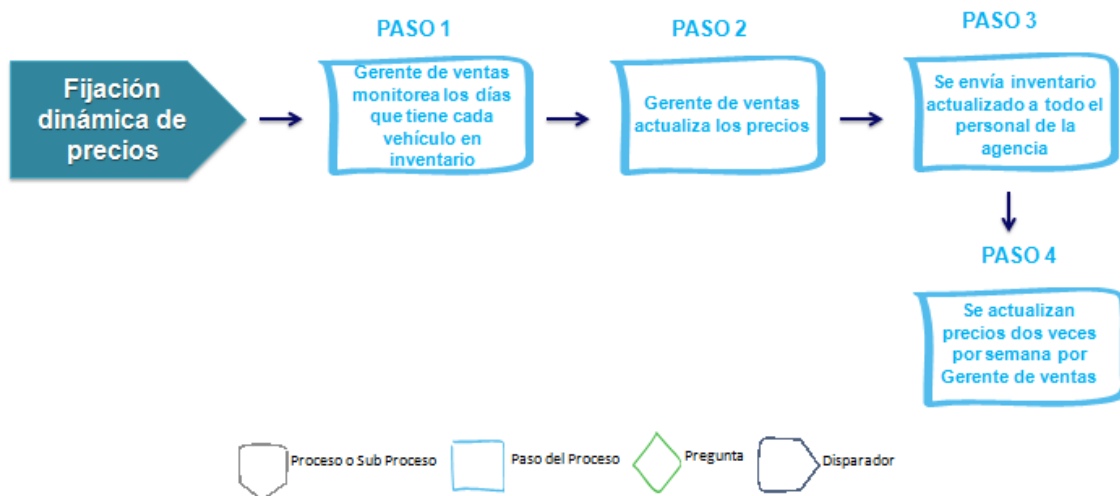 Fijación
dinámica de
precios
PASO 1
Gerente de ventas
monitorea los días
que tiene cada
vehículo en
inventario
PASO 2
Gerente de ventas
actualiza los precios
PASO 3
Se envía inventario
actualizado a todo el
personal de la
agencia
PASO 4
Se actualizan
precios dos veces
por semana por
Gerente de ventas
Proceso o Sub Proceso
Paso del Proceso
Pregunta
Disparador